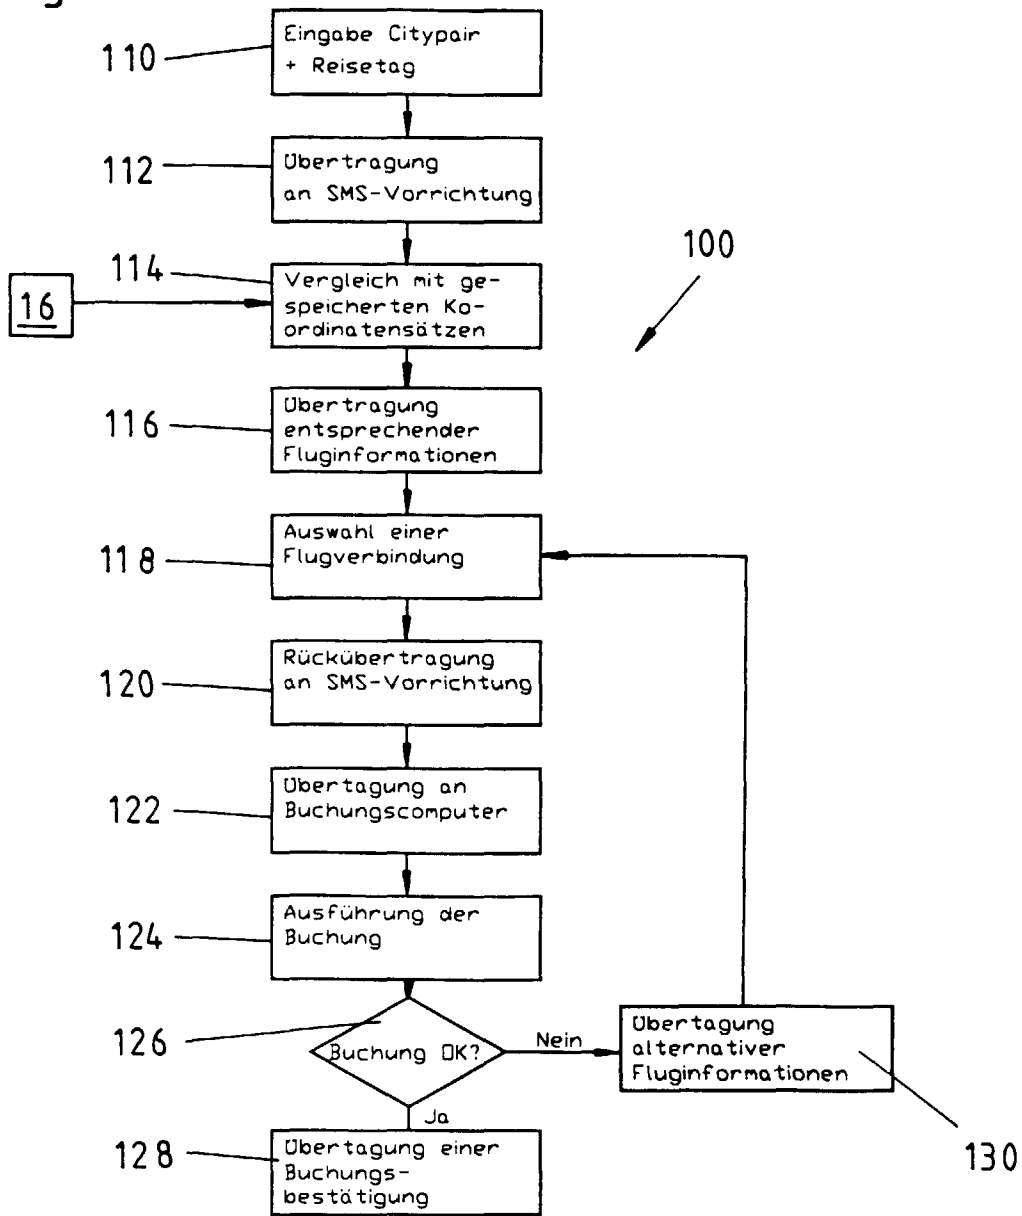 110
Eingabe Citypair
+ Reisetag
112
Übertragung
an SMS-Vorrichtung
100
114
Vergleich mit ge-
speicherten Ko-
ordinatensätzen
16
116
Übertragung
entsprechender
Fluginformationen
118
Auswahl einer
Flugverbindung
120
Rückübertragung
an SMS-Vorrichtung
122
Übertagung an
Buchungscomputer
124
Ausführung der
Buchung
126
Buchung OK?
Nein
Übertagung
alternativer
Fluginformationen
130
Ja
128
Übertagung einer
Buchungs-
bestätigung